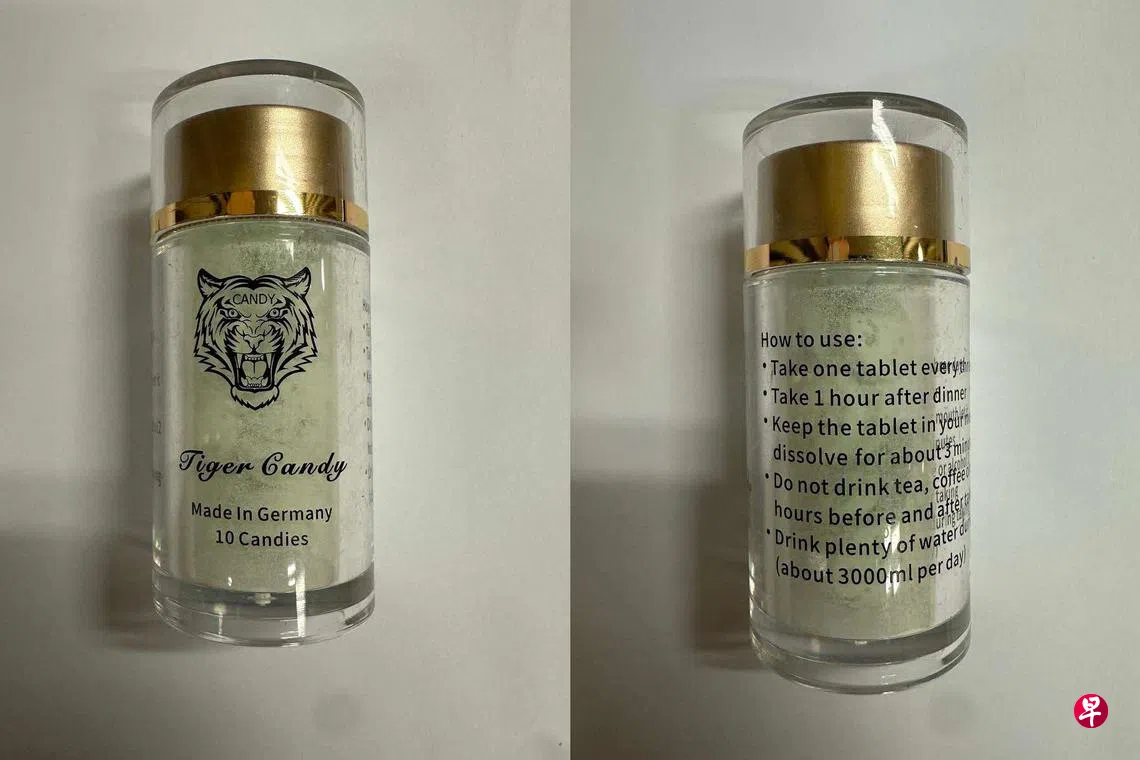 CANDY
Tiger Candy
Made In Germany
10 Candies
How to use:
• Take one tablet every
• Take 1 hour after dinner
• Keep the tablet in your
dissolve for about 3
• Do not drink tea, coffee
hours before and after
• Drink plenty of water
(about 3000ml per day)
早